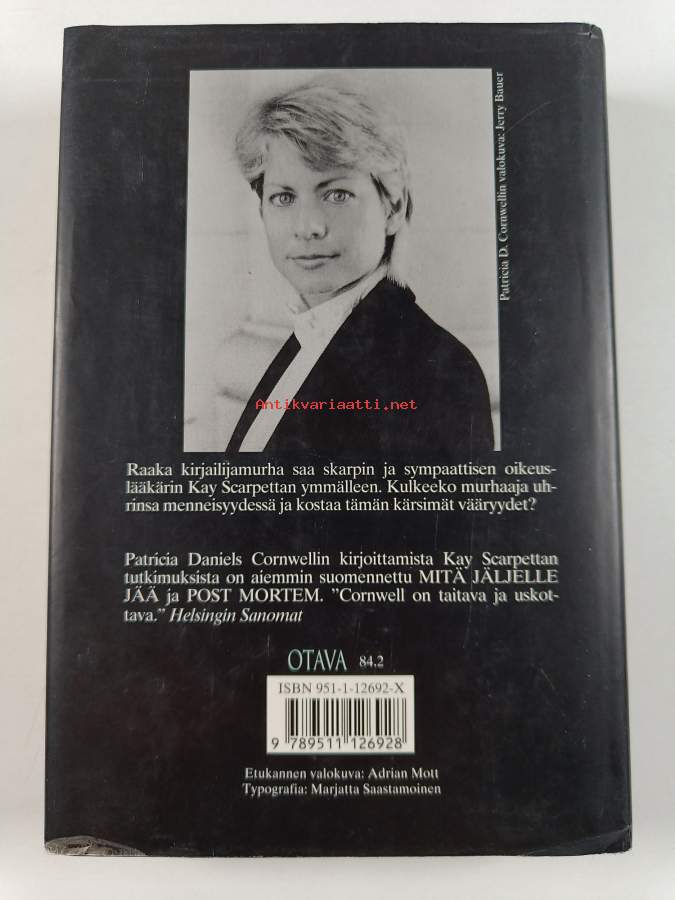 Patricia D. Cornwellin valokuva: Jerry Bauer
Antikvariaatti.net
Raaka kirjailijamurha saa skarpin ja sympaattisen oikeus-
lääkärin Kay Scarpettan ymmälleen. Kulkeeko murhaaja uh-
rinsa menneisyydessä ja kostaa tämän kärsimät vääryydet?
Patricia Daniels Cornwellin kirjoittamista Kay Scarpettan
tutkimuksista on aiemmin suomennettu MITÄ JÄLJELLE
JÄÄ ja POST MORTEM. ”Cornwell on taitava ja uskot-
tava.” Helsingin Sanomat
OTAVA 84.2
ISBN 951-1-12692-X
9 789511 126928
Etukannen valokuva: Adrian Mott
Typografia: Marjatta Saastamoinen